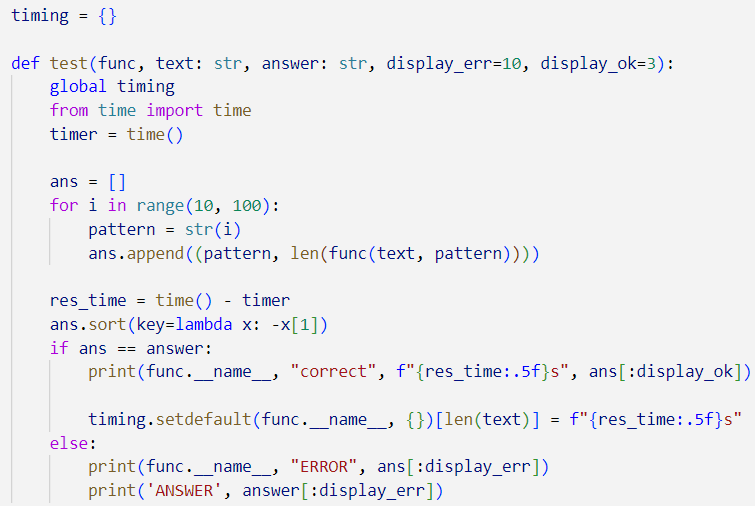 timing = {}

def test(func, text: str, answer: str, display_err=10, display_ok=3):
    global timing
    from time import time
    timer = time()

    ans = []
    for i in range(10, 100):
        pattern = str(i)
        ans.append((pattern, len(func(text, pattern))))

    res_time = time() - timer
    ans.sort(key=lambda x: -x[1])
    if ans == answer:
        print(func.__name__, "correct", f"{res_time:.5f}s", ans[:display_ok])

        timing.setdefault(func.__name__, {})[len(text)] = f"{res_time:.5f}s"
    else:
        print(func.__name__, "ERROR", ans[:display_err])
        print('ANSWER', answer[:display_err])